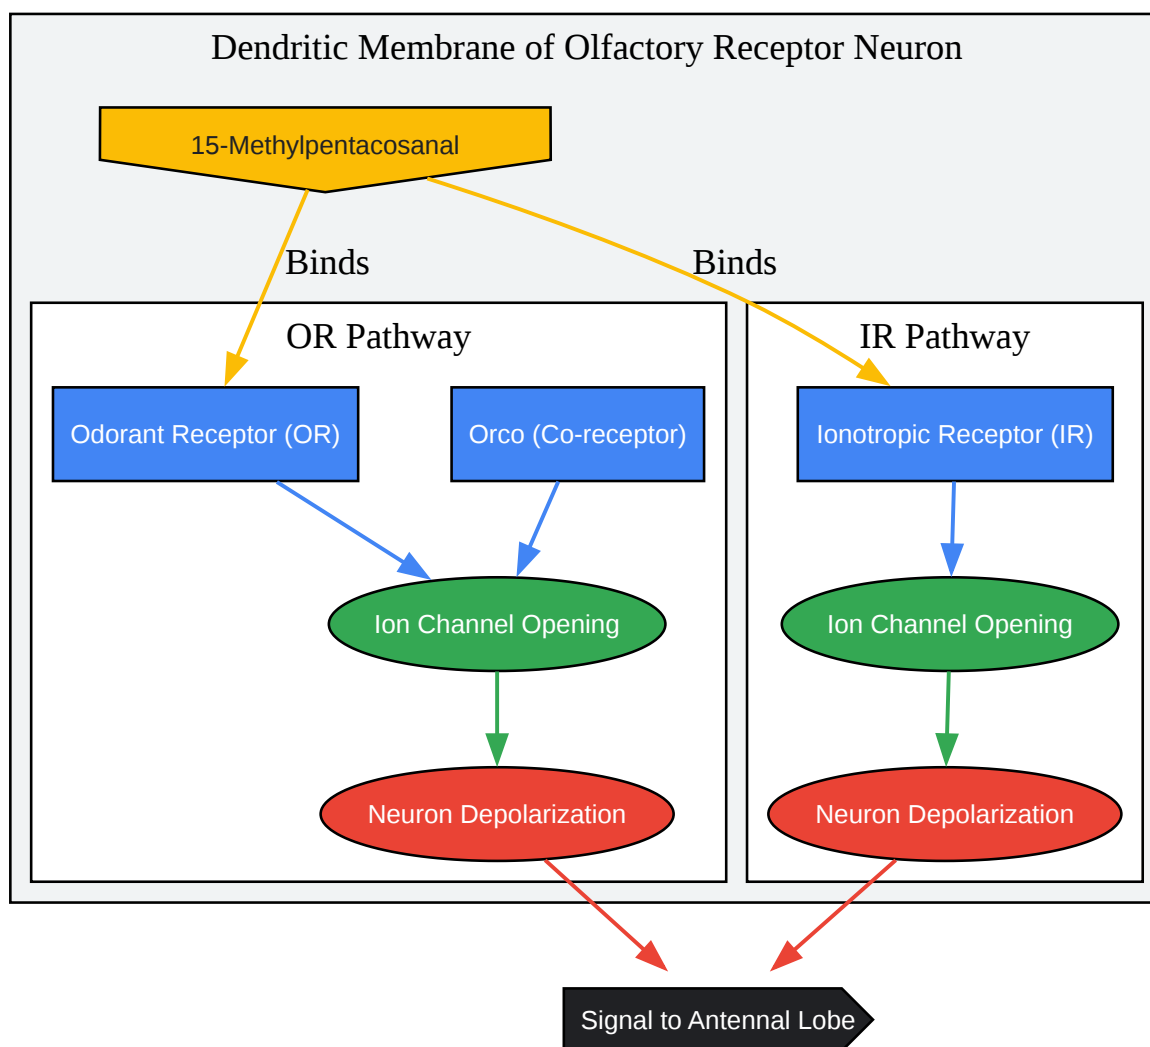 Dendritic Membrane of Olfactory Receptor Neuron
15-Methylpentacosanal
Binds
Binds
OR Pathway
IR Pathway
Odorant Receptor (OR)
Orco (Co-receptor)
Ionotropic Receptor (IR)
Ion Channel Opening
Ion Channel Opening
Neuron Depolarization
Neuron Depolarization
Signal to Antennal Lobe